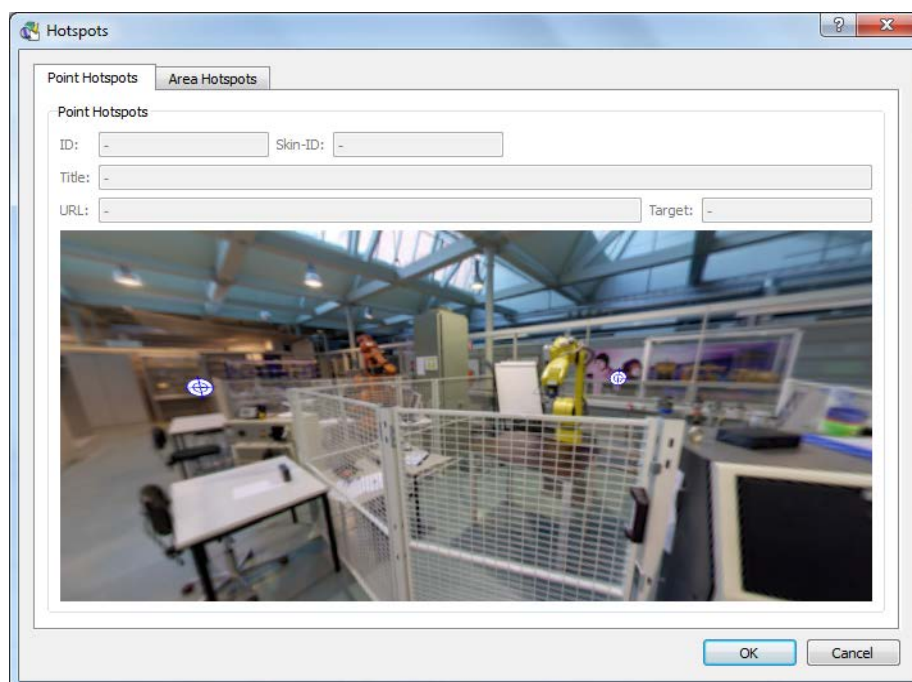 Hotspots
Point Hotspots Area Hotspots
Point Hotspots
ID: - Skin-ID: -
Title: -
URL: - Target: -
OK Cancel